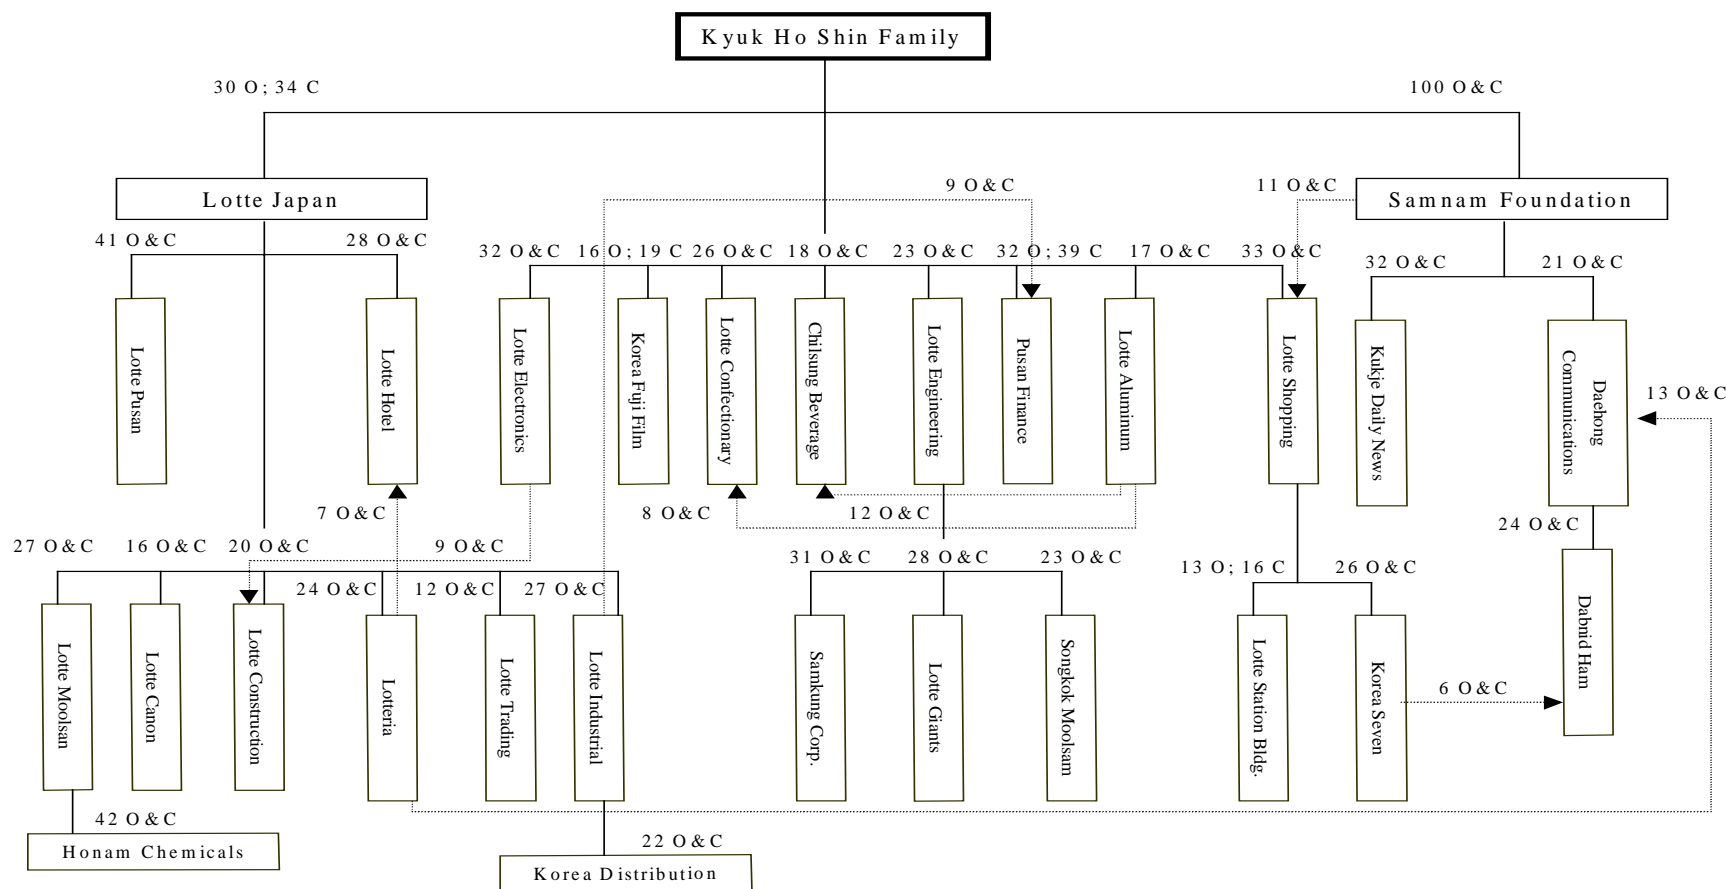 Kyuk Ho Shin Family
30 O; 34 C
100 O&C
Lotte Japan
9 O&C
11 O&C
Samnam Foundation
41 O&C
28 O&C
32 O&C
16 O; 19 C
26 O&C
18 O&C
23 O&C
32 O; 39 C
17 O&C
33 O&C
32 O&C
21 O&C
Lotte Pusan
Lotte Hotel
Lotte Electronics
Korea Fuji Film
Lotte Confectionary
Chilsung Beverage
Lotte Engineering
Pusan Finance
Lotte Aluminum
Lotte Shopping
Kukje Daily News
Daehong
Communications
13 O&C
7 O&C
8 O&C
12 O&C
24 O&C
27 O&C
16 O&C
20 O&C
9 O&C
31 O&C
28 O&C
23 O&C
13 O; 16 C
26 O&C
24 O&C
12 O&C
27 O&C
Lotte Moolsan
Lotte Canon
Lotte Construction
Lotteria
Lotte Trading
Lotte Industrial
Samkung Corp.
Lotte Giants
Songkok Moolsam
Lotte Station Bldg.
Korea Seven
6 O&C
Dabnid Ham
42 O&C
Honam Chemicals
22 O&C
Korea Distribution